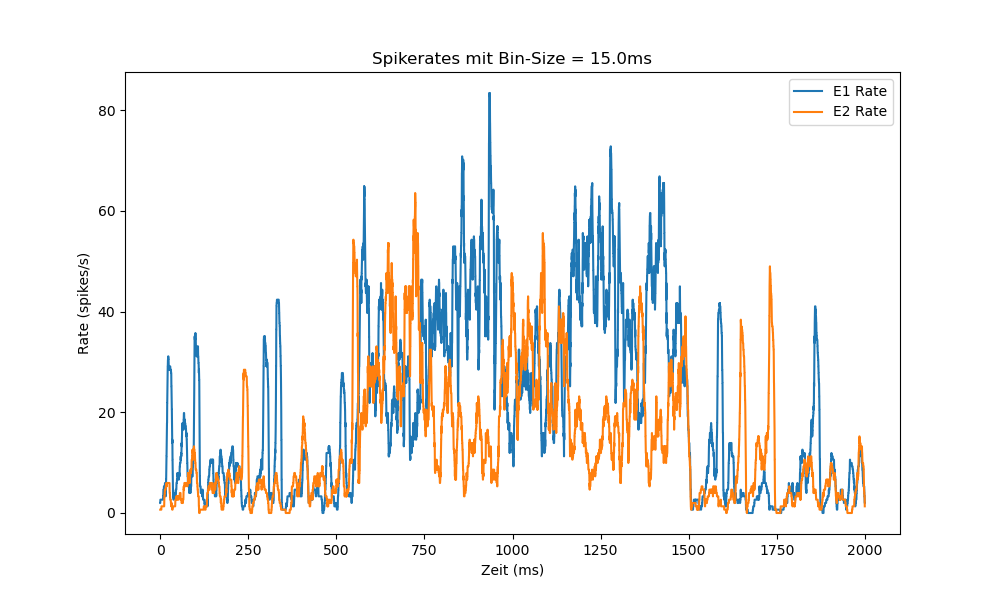 Spikerates mit Bin-Size = 15.0ms
E1 Rate
E2 Rate
80
60
40
20
0
Rate (spikes/s)
0 250 500 750 1000 1250 1500 1750 2000
Zeit (ms)